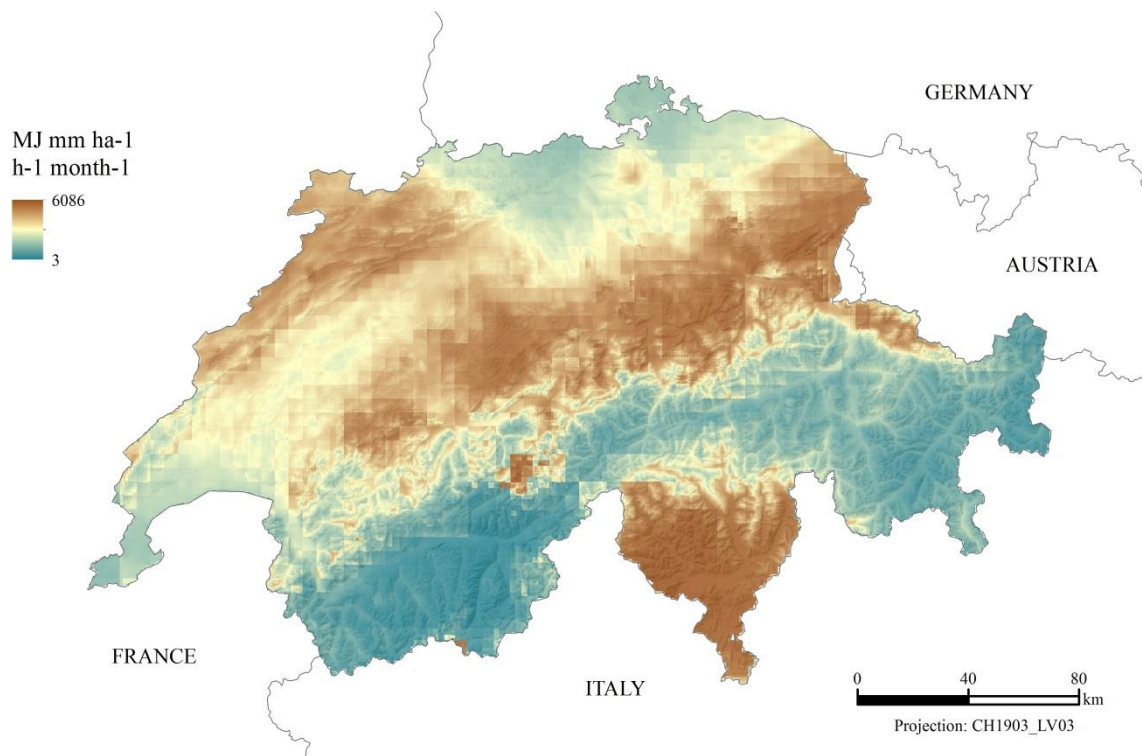 GERMANY
MJ mm ha-1
h-1 month-1
6086
3
AUSTRIA
FRANCE
ITALY
0 40 80
km
Projection: CH1903_LV03